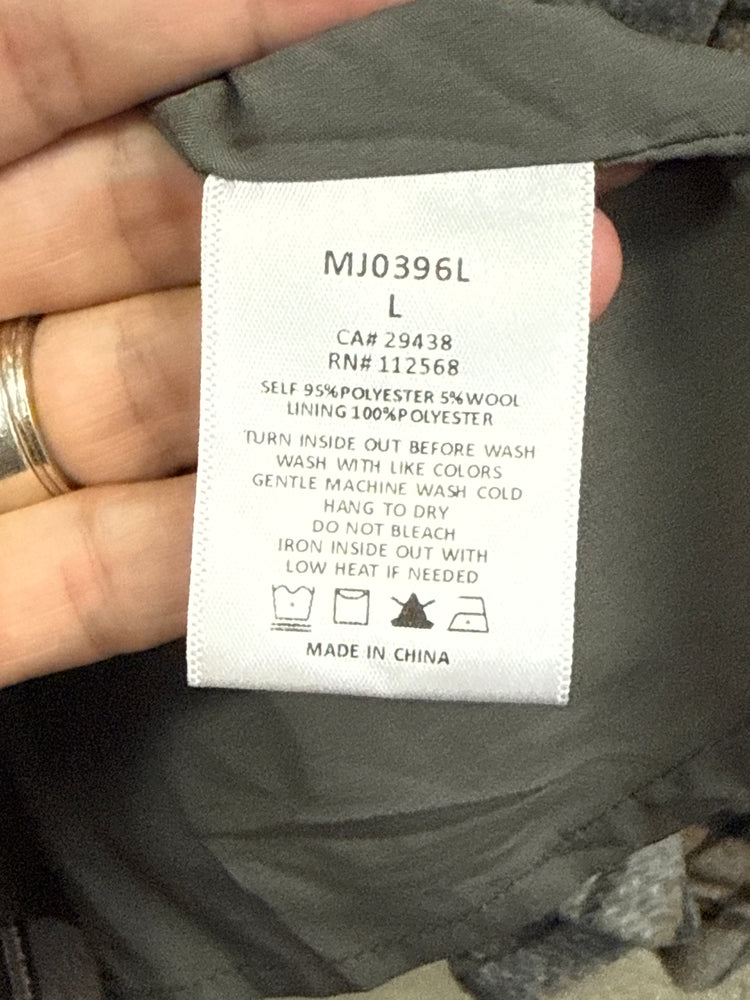 MJ0396L
L
CA# 29438
RN# 112568
SELF 95%POLYESTER 5%WOOL
LINING 100%POLYESTER
TURN INSIDE OUT BEFORE WASH
WASH WITH LIKE COLORS
GENTLE MACHINE WASH COLD
HANG TO DRY
DO NOT BLEACH
IRON INSIDE OUT WITH
LOW HEAT IF NEEDED
MADE IN CHINA